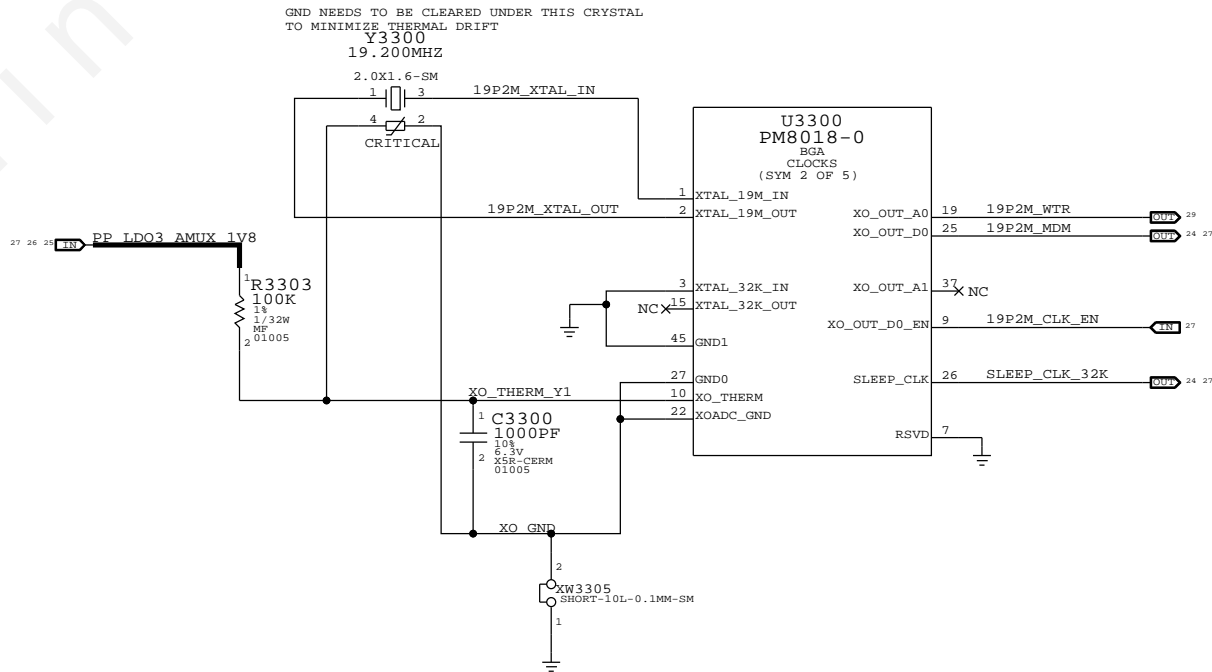 GND NEEDS TO BE CLEARED UNDER THIS CRYSTAL
TO MINIMIZE THERMAL DRIFT
Y3300
19.200MHZ
2.0X1.6-SM
1 3 19P2M_XTAL_IN
4 2
CRITICAL
U3300
PM8018-0
BGA
CLOCKS
(SYM 2 OF 5)
1 XTAL_19M_IN
19P2M_XTAL_OUT 2 XTAL_19M_OUT
XO_OUT_A0 19 19P2M_WTR OUT 29
XO_OUT_D0 25 19P2M_MDM OUT 24 27
27 26 25 IN PP_LDO3_AMUX_1V8
1
R3303
100K
1%
1/32W
MF
01005
2
3 XTAL_32K_IN
NC 15 XTAL_32K_OUT
45 GND1
XO_OUT_A1 37 NC
XO_OUT_D0_EN 9 19P2M_CLK_EN IN 27
27 GND0
XO_THERM_Y1 10 XO_THERM
22 XOADC_GND
SLEEP_CLK 26 SLEEP_CLK_32K OUT 24 27
RSVD 7
1 C3300
1000PF
10%
6.3V
2 X5R-CERM
01005
XO_GND
2
XW3305
SHORT-10L-0.1MM-SM
1
in